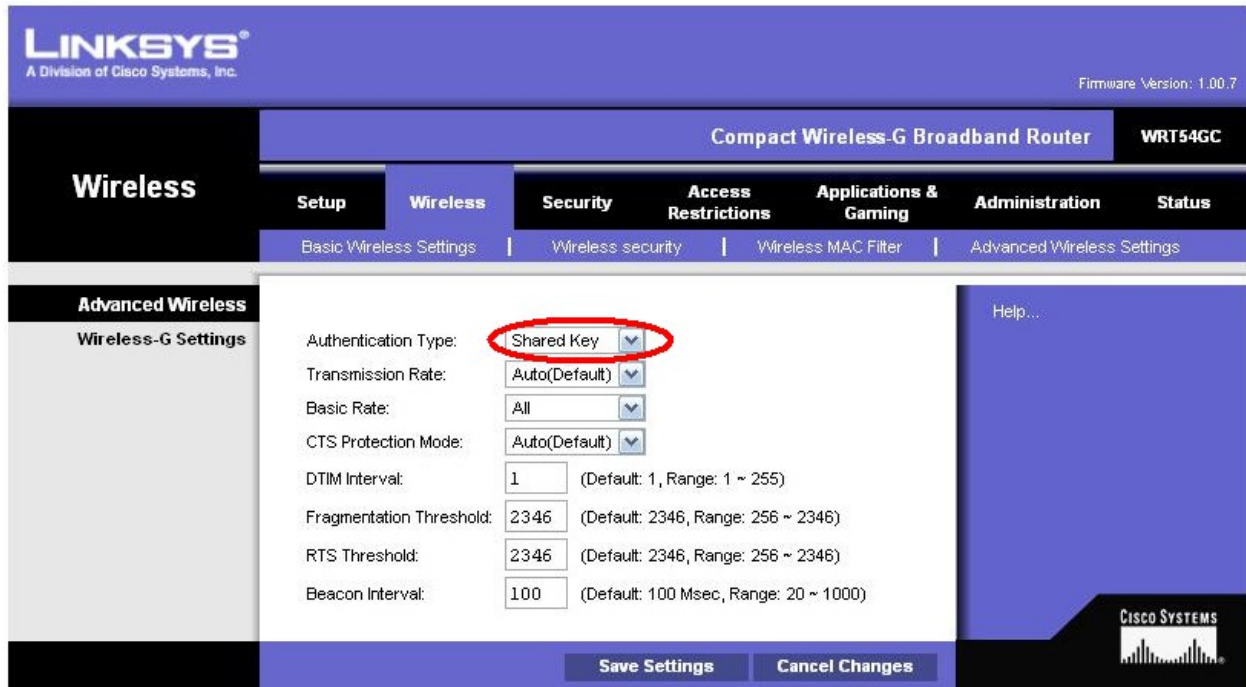 LINKSYS®
A Division of Cisco Systems, Inc.
Firmware Version: 1.00.7
Compact Wireless-G Broadband Router WRT54GC
Wireless
Setup Wireless Security Access Restrictions Applications & Gaming Administration Status
Basic Wireless Settings | Wireless security | Wireless MAC Filter | Advanced Wireless Settings
Advanced Wireless
Wireless-G Settings
Help...
Authentication Type: Shared Key
Transmission Rate: Auto(Default)
Basic Rate: All
CTS Protection Mode: Auto(Default)
DTIM Interval: 1 (Default: 1, Range: 1 ~ 255)
Fragmentation Threshold: 2346 (Default: 2346, Range: 256 ~ 2346)
RTS Threshold: 2346 (Default: 2346, Range: 256 ~ 2346)
Beacon Interval: 100 (Default: 100 Msec, Range: 20 ~ 1000)
Save Settings Cancel Changes
CISCO SYSTEMS